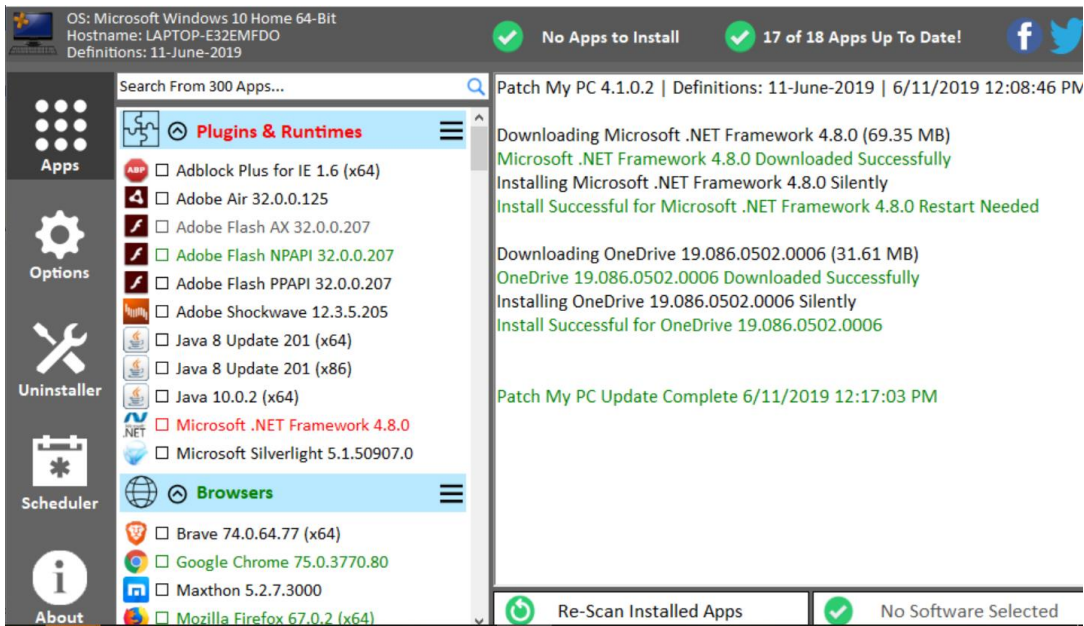 OS: Microsoft Windows 10 Home 64-Bit
Hostname: LAPTOP-E32EMFDO
Definitions: 11-June-2019
No Apps to Install
17 of 18 Apps Up To Date!
Apps
Options
Uninstaller
Scheduler
About
Search From 300 Apps...
Plugins & Runtimes
ABP Adblock Plus for IE 1.6 (x64)
Adobe Air 32.0.0.125
Adobe Flash AX 32.0.0.207
Adobe Flash NPAPI 32.0.0.207
Adobe Flash PPAPI 32.0.0.207
Adobe Shockwave 12.3.5.205
Java 8 Update 201 (x64)
Java 8 Update 201 (x86)
Java 10.0.2 (x64)
.NET Microsoft .NET Framework 4.8.0
Microsoft Silverlight 5.1.50907.0
Browsers
Brave 74.0.64.77 (x64)
Google Chrome 75.0.3770.80
Maxthon 5.2.7.3000
Mozilla Firefox 67.0.2 (x64)
Patch My PC 4.1.0.2 | Definitions: 11-June-2019 | 6/11/2019 12:08:46 PM
Downloading Microsoft .NET Framework 4.8.0 (69.35 MB)
Microsoft .NET Framework 4.8.0 Downloaded Successfully
Installing Microsoft .NET Framework 4.8.0 Silently
Install Successful for Microsoft .NET Framework 4.8.0 Restart Needed
Downloading OneDrive 19.086.0502.0006 (31.61 MB)
OneDrive 19.086.0502.0006 Downloaded Successfully
Installing OneDrive 19.086.0502.0006 Silently
Install Successful for OneDrive 19.086.0502.0006
Patch My PC Update Complete 6/11/2019 12:17:03 PM
Re-Scan Installed Apps
No Software Selected